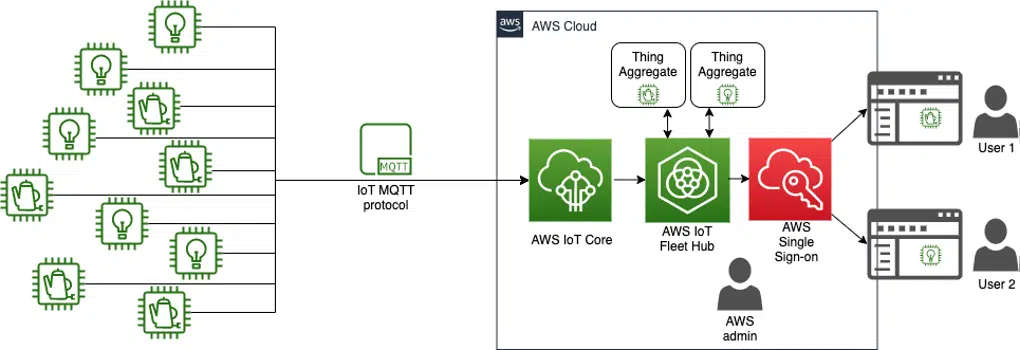 aws
AWS Cloud
Thing
Aggregate
Thing
Aggregate
MQTT
IoT MQTT
protocol
AWS IoT Core
AWS IoT
Fleet Hub
AWS
Single
Sign-on
User 1
User 2
AWS
admin